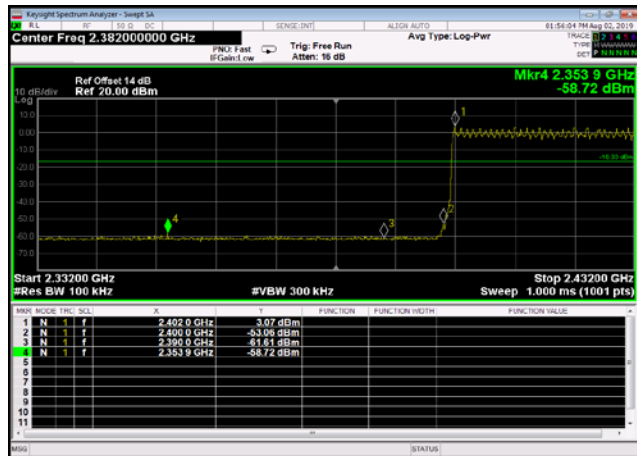 Keysight Spectrum Analyzer - Swept SA
RL RF 50 Ω DC SENSE:INT ALIGN AUTO 01:56:04 PM Aug 02, 2019
Center Freq 2.382000000 GHz Avg Type: Log-Pwr TRACE 1 2 3 4 5 6
PNO: Fast Trig: Free Run TYPE
IFGain:Low Atten: 16 dB DET P N N N N N
Mkr4 2.353 9 GHz
Ref Offset 14 dB
10 dB/div Ref 20.00 dBm -58.72 dBm
Log
10.0
1
0.00
-10.0
-20.0
-30.0
-40.0
-50.0
2
4
3
-60.0
-70.0
Start 2.33200 GHz Stop 2.43200 GHz
#Res BW 100 kHz #VBW 300 kHz Sweep 1.000 ms (1001 pts)
MKR MODE TRC SCL X Y FUNCTION FUNCTION WIDTH FUNCTION VALUE
1 N 1 f 2.402 0 GHz 3.07 dBm
2 N 1 f 2.400 0 GHz -53.06 dBm
3 N 1 f 2.390 0 GHz -61.61 dBm
4 N 1 f 2.353 9 GHz -58.72 dBm
5
6
7
8
9
10
11
MSG STATUS